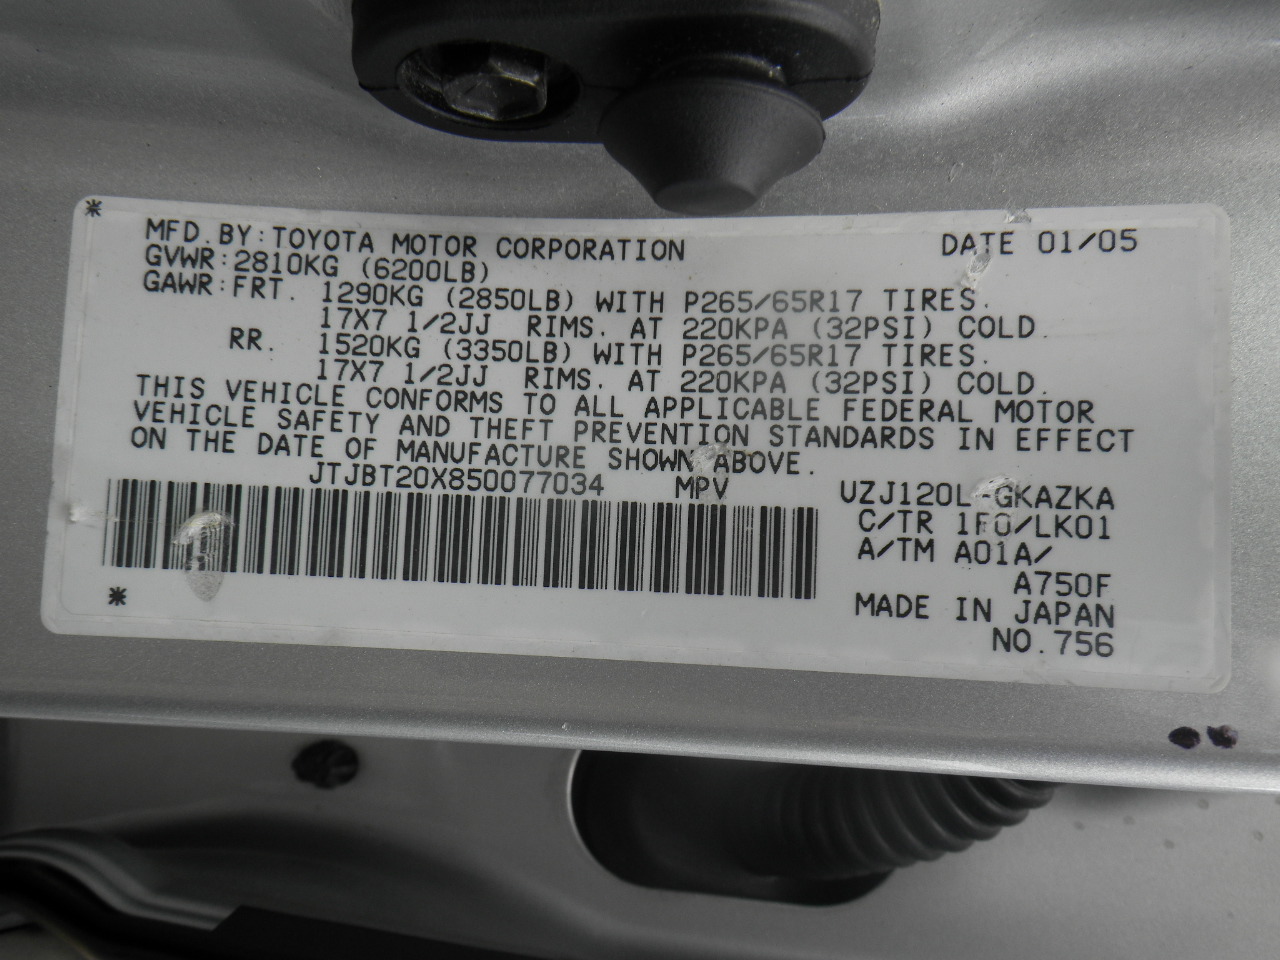 MFD. BY: TOYOTA MOTOR CORPORATION DATE 01/05
GVWR: 2810KG (6200LB)
GAWR: FRT. 1290KG (2850LB) WITH P265/65R17 TIRES.
17X7 1/2JJ RIMS. AT 220KPA (32PSI) COLD
RR. 1520KG (3350LB) WITH P265/65R17 TIRES.
17X7 1/2JJ RIMS. AT 220KPA (32PSI) COLD.
THIS VEHICLE CONFORMS TO ALL APPLICABLE FEDERAL MOTOR
VEHICLE SAFETY AND THEFT PREVENTION STANDARDS IN EFFECT
ON THE DATE OF MANUFACTURE SHOWN ABOVE.
JTJBT20X850077034 MPV
UZJ120L-GKAZKA
C/TR 1F0/LK01
A/TM A01A/
A750F
MADE IN JAPAN
NO. 756